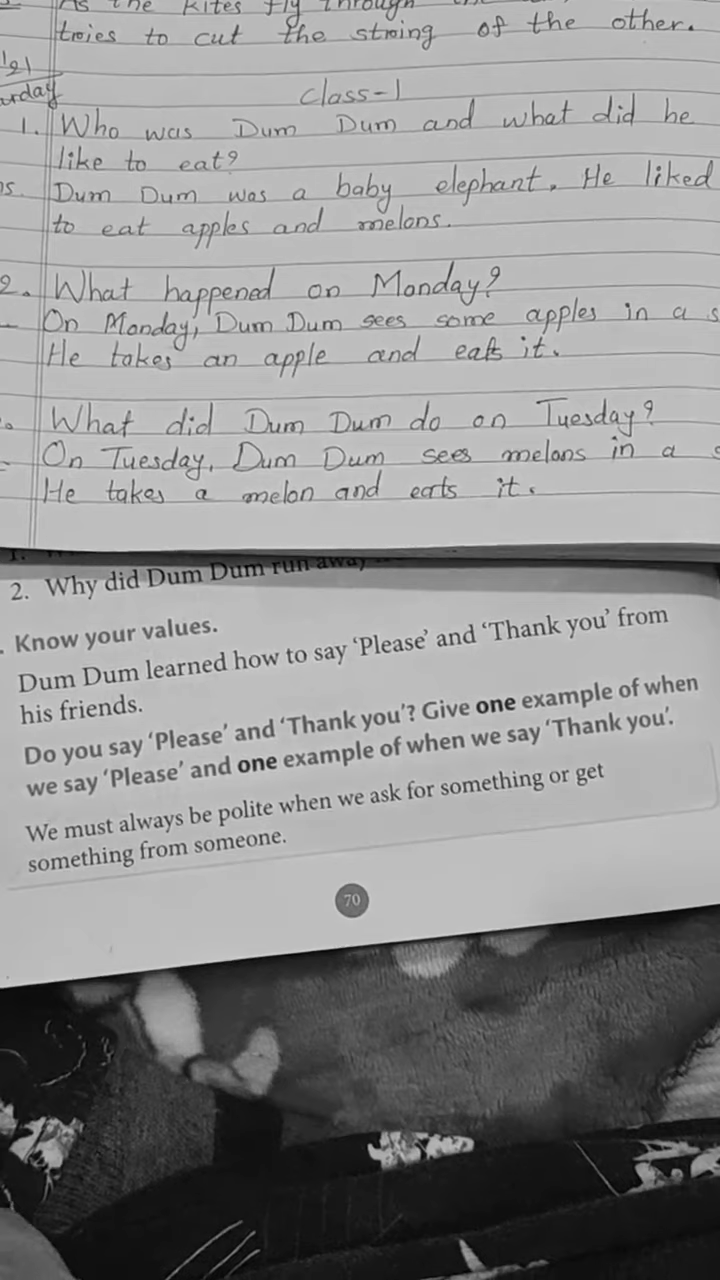 As the kites fly through
tries to cut the string of the other.
class-1
1. Who was Dum Dum and what did he
like to eat?
Dum Dum was a baby elephant. He liked
to eat apples and melons.
2. What happened on Monday?
On Monday, Dum Dum sees some apples in a
He takes an apple and eats it.
What did Dum Dum do on Tuesday?
On Tuesday, Dum Dum sees melons in a
He takes a melon and eats it.
2. Why did Dum Dum run away
Know your values.
Dum Dum learned how to say 'Please' and 'Thank you' from
his friends.
Do you say 'Please' and 'Thank you'? Give one example of when
we say 'Please' and one example of when we say 'Thank you'.
We must always be polite when we ask for something or get
something from someone.
70